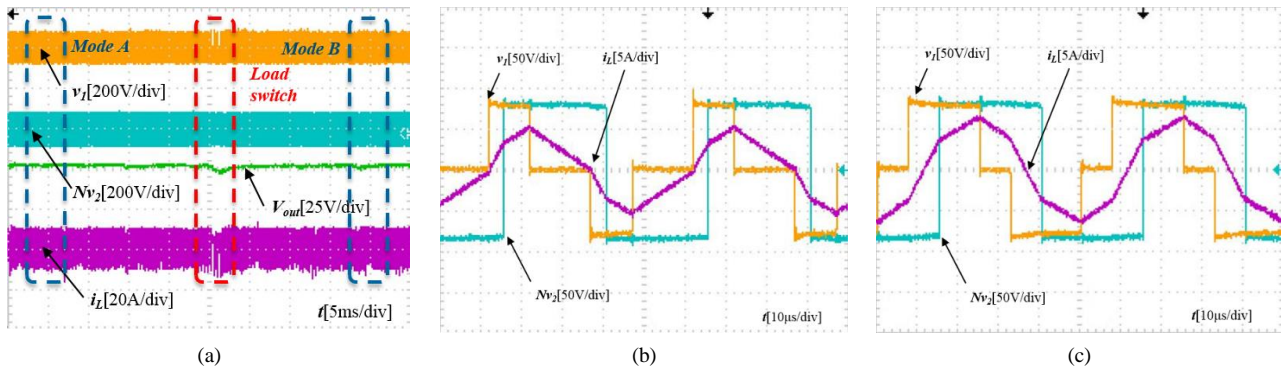 Mode A
Mode B
v1[200V/div]
Load
switch
Nv2[200V/div]
Vout[25V/div]
iL[20A/div]
t[5ms/div]
(a)
v1[50V/div]
iL[5A/div]
Nv2[50V/div]
t[10μs/div]
(b)
v1[50V/div]
iL[5A/div]
Nv2[50V/div]
t[10μs/div]
(c)